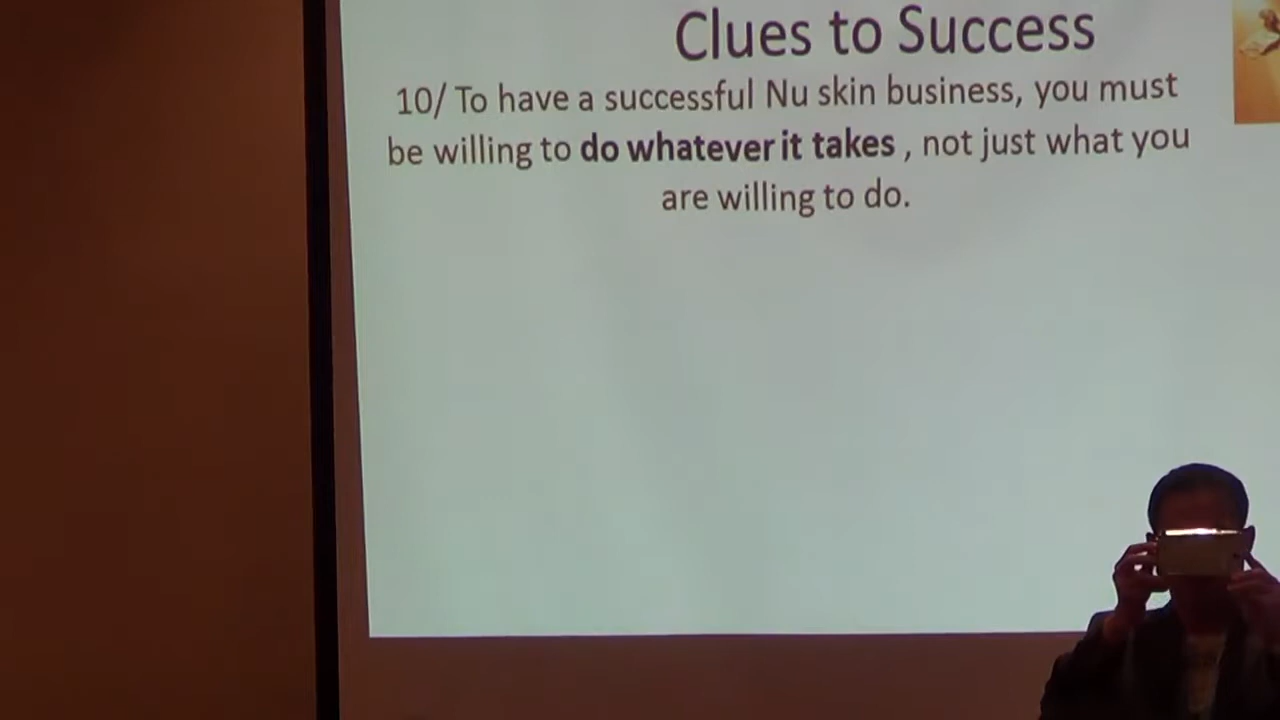 Clues to Success
10/ To have a successful Nu skin business, you must
be willing to do whatever it takes , not just what you
are willing to do.